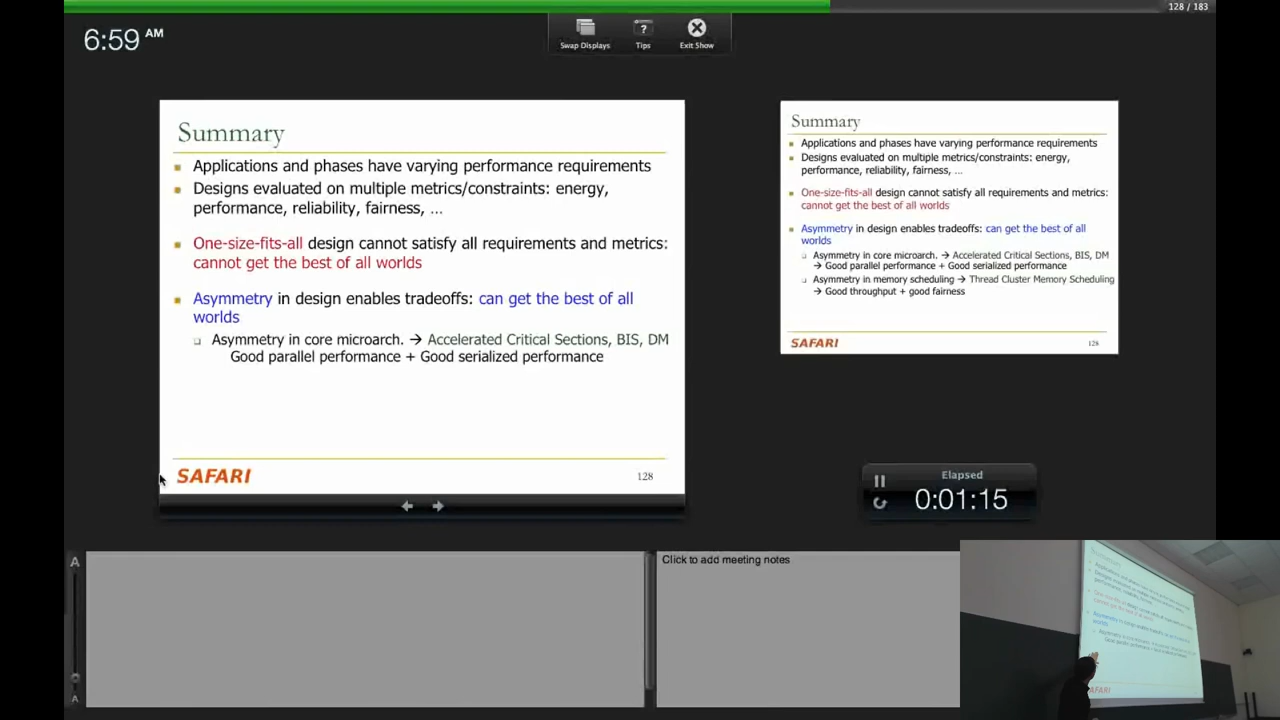 128 / 183
6:59 AM
Swap Displays
Tips
Exit Show
Summary
Applications and phases have varying performance requirements
Designs evaluated on multiple metrics/constraints: energy,
performance, reliability, fairness, …
One-size-fits-all design cannot satisfy all requirements and metrics:
cannot get the best of all worlds
Asymmetry in design enables tradeoffs: can get the best of all
worlds
Asymmetry in core microarch. → Accelerated Critical Sections, BIS, DM
Good parallel performance + Good serialized performance
SAFARI
128
Summary
Applications and phases have varying performance requirements
Designs evaluated on multiple metrics/constraints: energy,
performance, reliability, fairness, …
One-size-fits-all design cannot satisfy all requirements and metrics:
cannot get the best of all worlds
Asymmetry in design enables tradeoffs: can get the best of all
worlds
Asymmetry in core microarch. → Accelerated Critical Sections, BIS, DM
→ Good parallel performance + Good serialized performance
Asymmetry in memory scheduling → Thread Cluster Memory Scheduling
→ Good throughput + good fairness
SAFARI
128
Elapsed
0:01:15
A
A
Click to add meeting notes